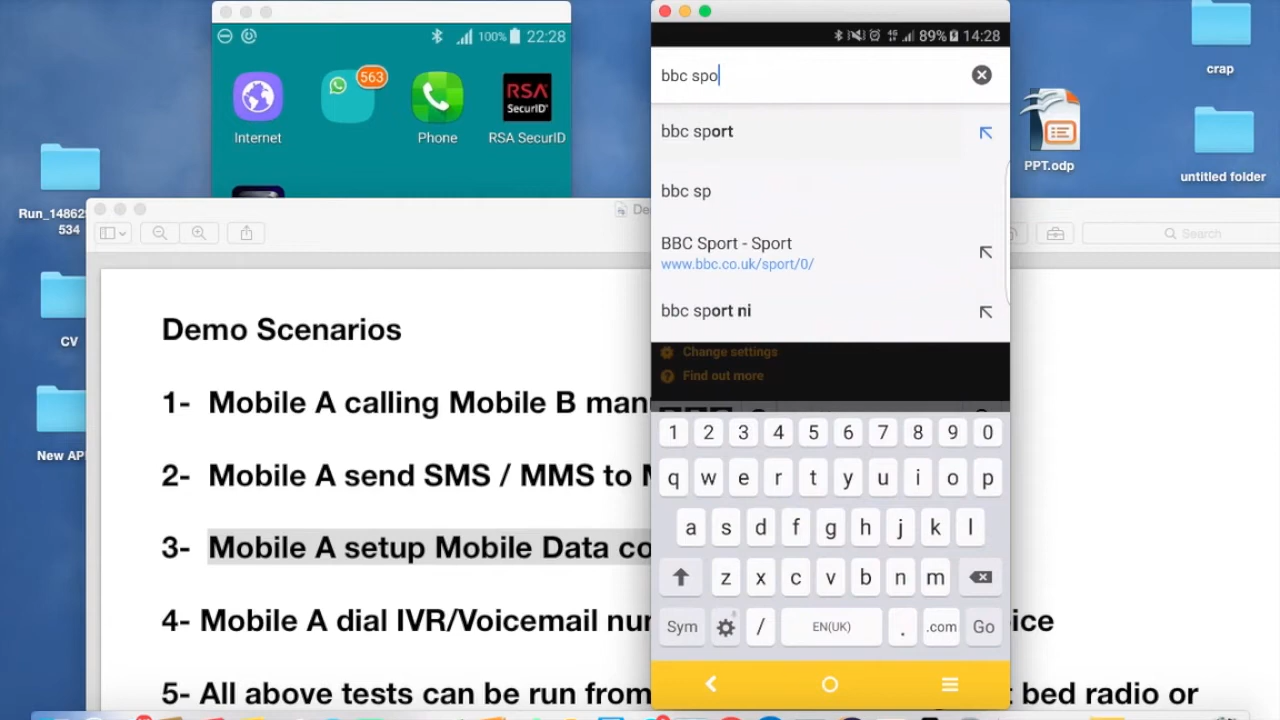 100% 22:28
563
Internet
Phone
RSA
SecurID
RSA SecurID
89% 14:28
bbc spo
bbc sport
bbc sp
BBC Sport - Sport
www.bbc.co.uk/sport/0/
bbc sport ni
Change settings
Find out more
1 2 3 4 5 6 7 8 9 0
q w e r t y u i o p
a s d f g h j k l
z x c v b n m
Sym / EN(UK) . .com Go
crap
PPT.odp
untitled folder
Run_14862
534
CV
New AP
Search
Demo Scenarios
1- Mobile A calling Mobile B
2- Mobile A send SMS / MMS to
3- Mobile A setup Mobile Data
4- Mobile A dial IVR/Voicemail
5- All above tests can be run from bed radio or